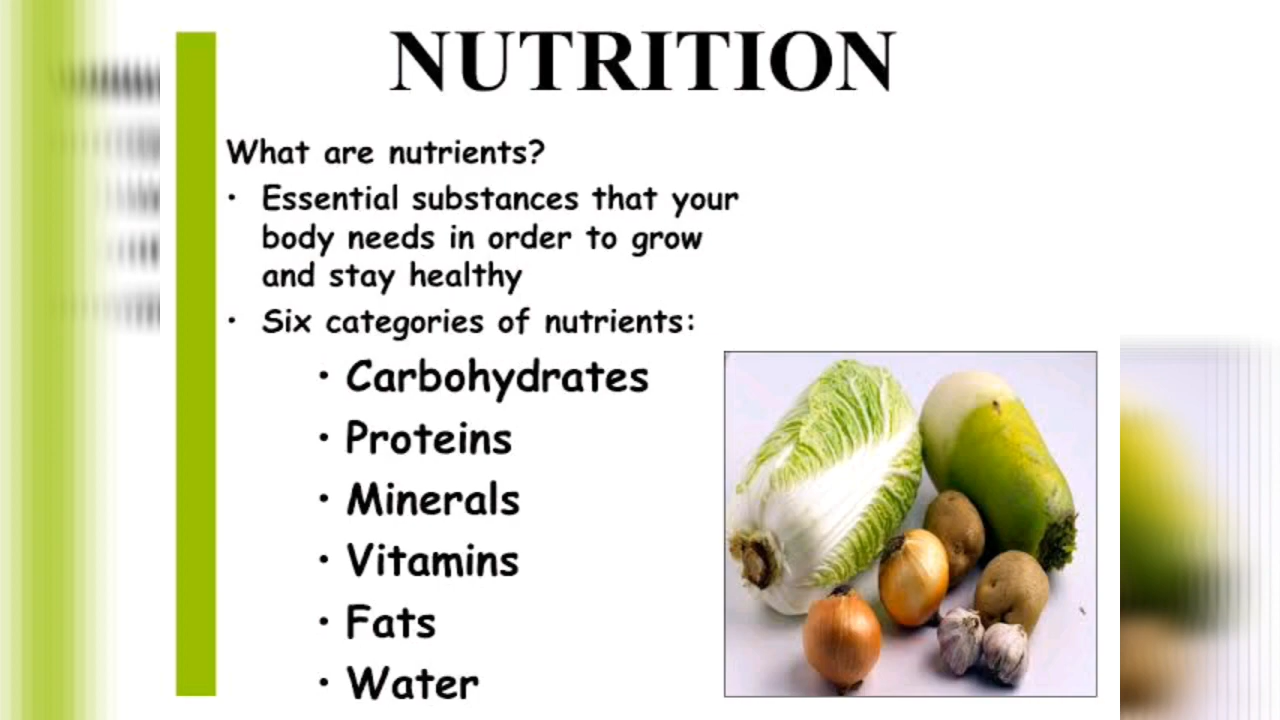 NUTRITION
What are nutrients?
• Essential substances that your
body needs in order to grow
and stay healthy
• Six categories of nutrients:
• Carbohydrates
• Proteins
• Minerals
• Vitamins
• Fats
• Water